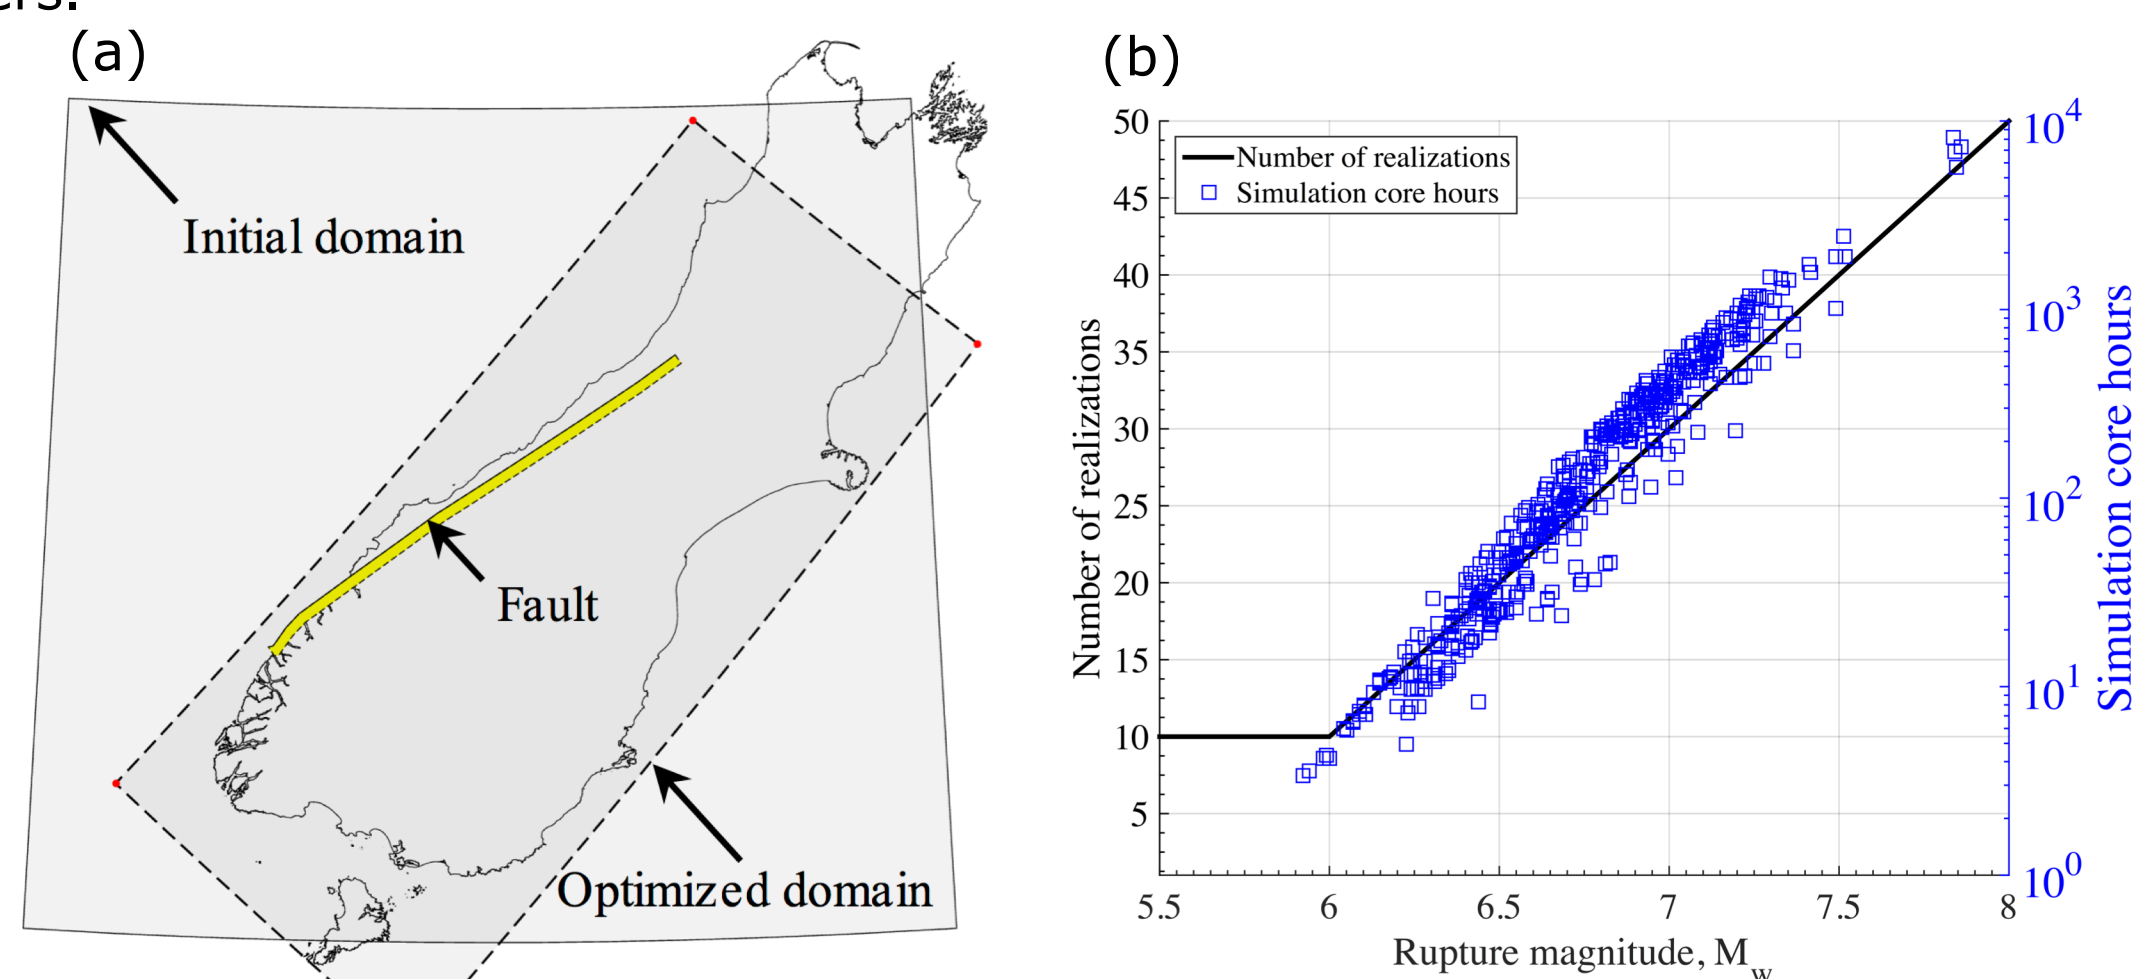 ers.
(a)
Initial domain
Fault
Optimized domain
(b)
50
45
40
35
30
25
20
15
10
5
Number of realizations
Number of realizations
Simulation core hours
10^4
10^3
10^2
10^1
10^0
Simulation core hours
5.5 6 6.5 7 7.5 8
Rupture magnitude, M_w